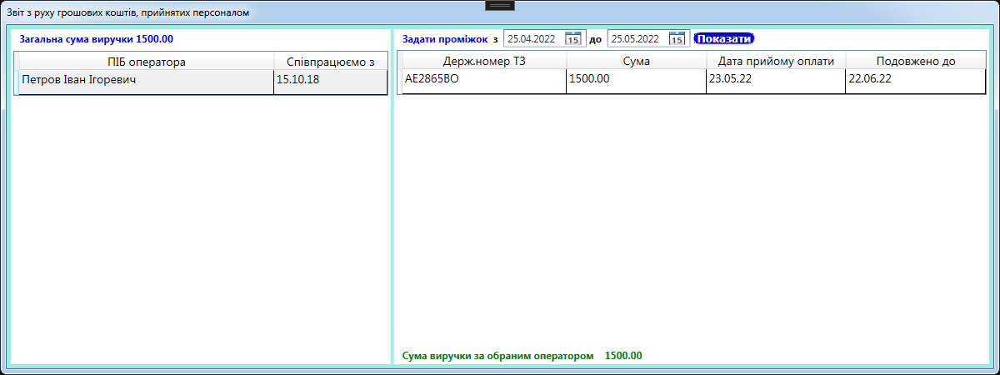 Звіт з руху грошових коштів, прийнятих персоналом
Загальна сума виручки 1500.00
ПІБ оператора Співпрацюємо з
Петров Іван Ігоревич 15.10.18
Задати проміжок з 25.04.2022 15 до 25.05.2022 15 Показати
Держ.номер ТЗ Сума Дата прийому оплати Подовжено до
АЕ2865ВО 1500.00 23.05.22 22.06.22
Сума виручки за обраним оператором 1500.00